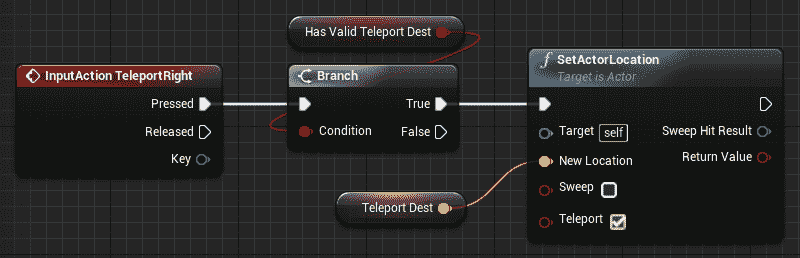 Has Valid Teleport Dest
InputAction TeleportRight
Pressed
Released
Key
Branch
True
Condition
False
f SetActorLocation
Target is Actor
Target self
Sweep Hit Result
New Location
Return Value
Sweep
Teleport
Teleport Dest